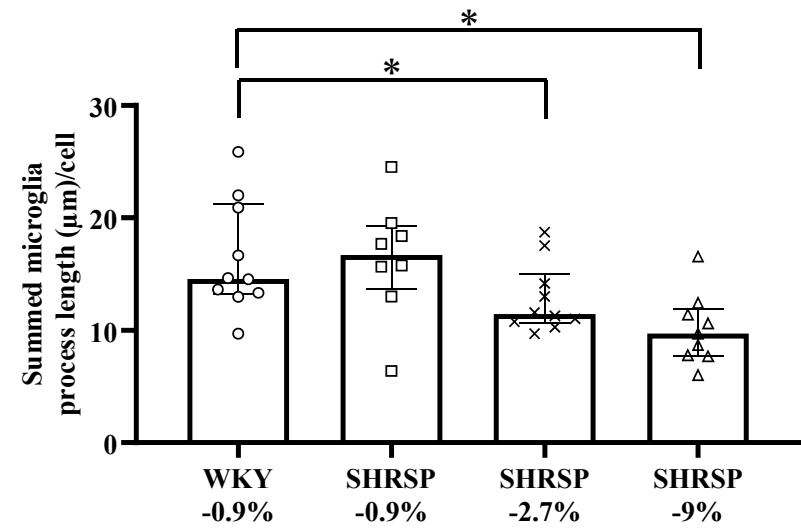 *
*
30
20
10
0
Summed microglia
process length (µm)/cell
WKY SHRSP SHRSP SHRSP
-0.9% -0.9% -2.7% -9%